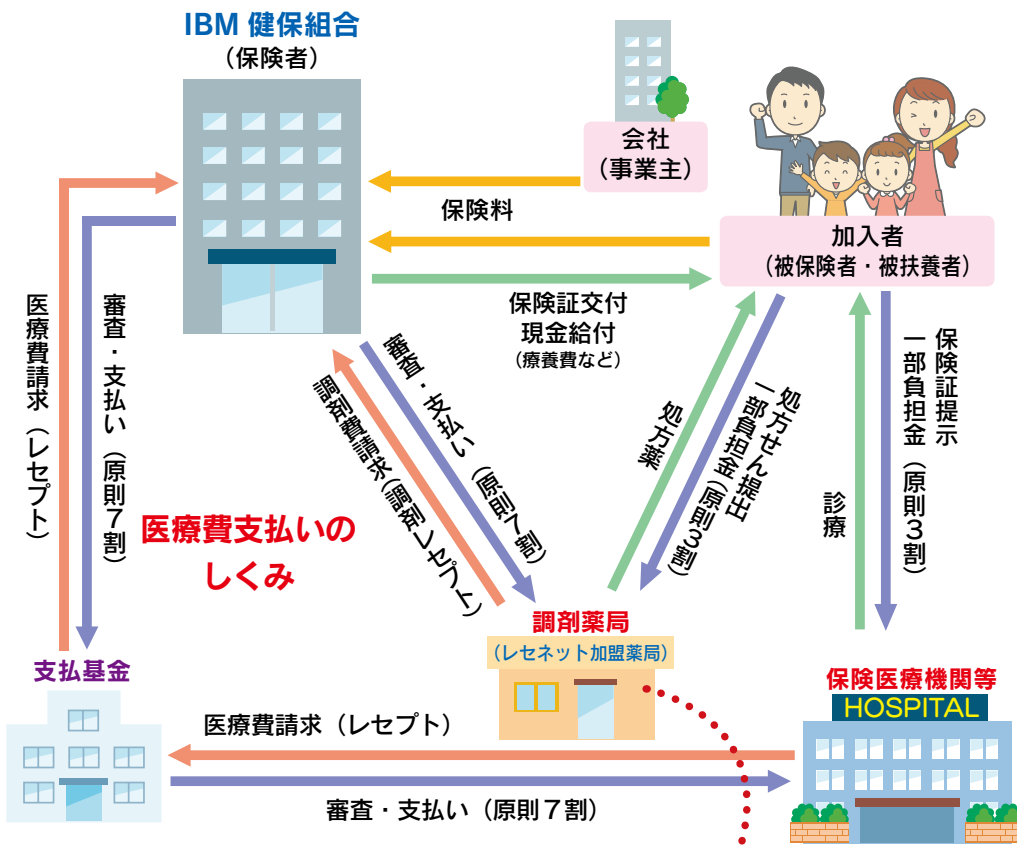 IBM 健保組合
（保険者）
会社
（事業主）
保険料
加入者
（被保険者・被扶養者）
保険証交付
現金給付
（療養費など）
医療費請求（レセプト）
審査・支払い（原則７割）
審査・支払い（原則７割）
調剤費請求（調剤レセプト）
処方薬
処方せん提出
一部負担金（原則３割）
保険証提示
一部負担金（原則３割）
診療
医療費支払いの
しくみ
調剤薬局
（レセネット加盟薬局）
支払基金
保険医療機関等
HOSPITAL
医療費請求（レセプト）
審査・支払い（原則７割）